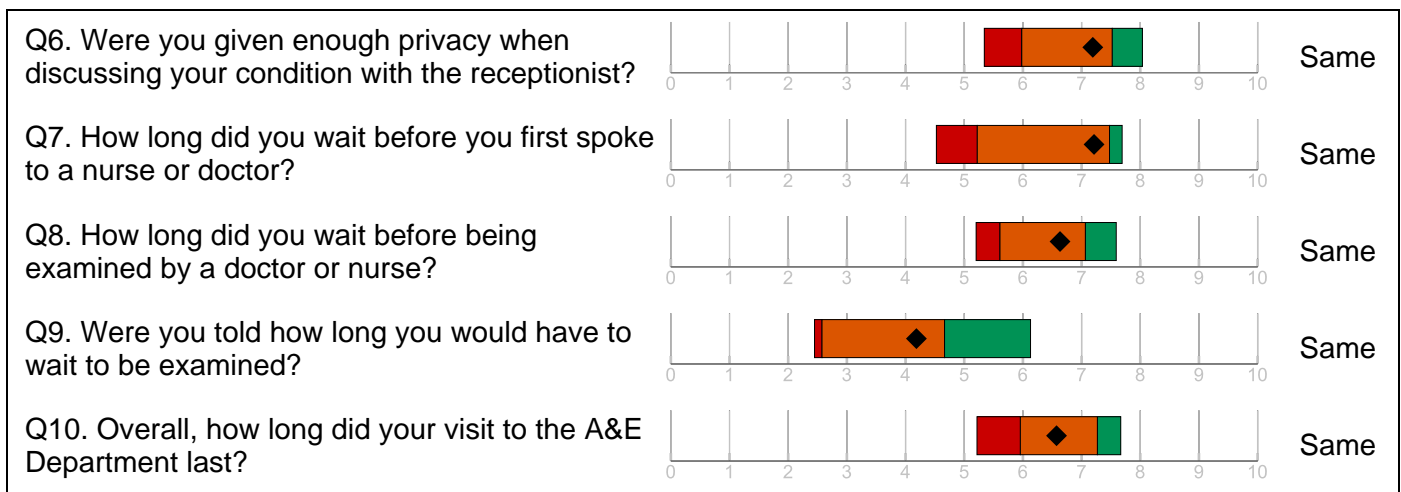 Q6. Were you given enough privacy when
discussing your condition with the receptionist?
0 1 2 3 4 5 6 7 8 9 10
Same
Q7. How long did you wait before you first spoke
to a nurse or doctor?
0 1 2 3 4 5 6 7 8 9 10
Same
Q8. How long did you wait before being
examined by a doctor or nurse?
0 1 2 3 4 5 6 7 8 9 10
Same
Q9. Were you told how long you would have to
wait to be examined?
0 1 2 3 4 5 6 7 8 9 10
Same
Q10. Overall, how long did your visit to the A&E
Department last?
0 1 2 3 4 5 6 7 8 9 10
Same